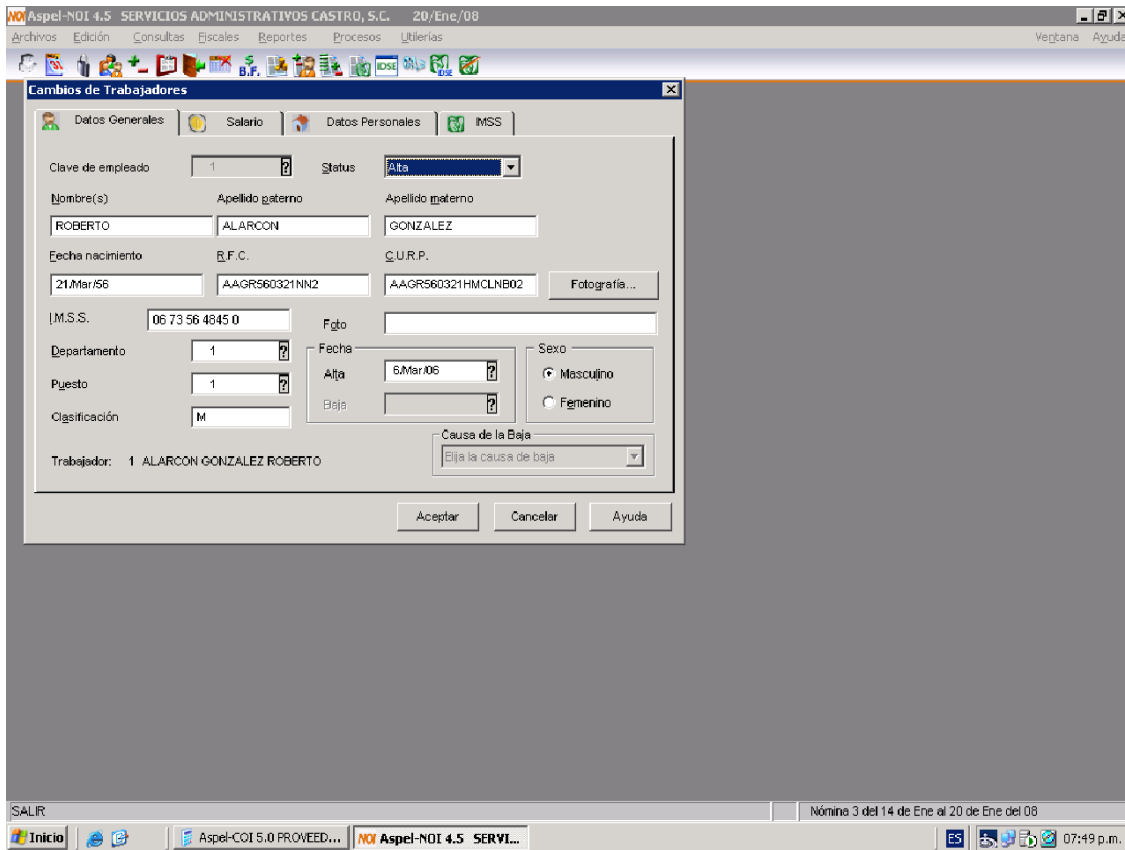 NOI Aspel-NOI 4.5 SERVICIOS ADMINISTRATIVOS CASTRO, S.C. 20/Ene/08
Archivos Edición Consultas Fiscales Reportes Procesos Utilerías Ventana Ayuda
B.F. IDSE IDSE
Cambios de Trabajadores
Datos Generales Salario Datos Personales IMSS
Clave de empleado 1 ? Status Alta
Nombre(s) Apellido paterno Apellido materno
ROBERTO ALARCON GONZALEZ
Fecha nacimiento R.F.C. C.U.R.P.
21/Mar/56 AAGR560321NN2 AAGR560321HMCLNB02 Fotografía...
I.M.S.S. 06 73 56 4845 0 Foto
Departamento 1 ? Fecha Sexo
Alta 6/Mar/06 ? Masculino
Puesto 1 ?
Baja ? Femenino
Clasificación M
Causa de la Baja
Elija la causa de baja
Trabajador: 1 ALARCON GONZALEZ ROBERTO
Aceptar Cancelar Ayuda
SALIR Nómina 3 del 14 de Ene al 20 de Ene del 08
Inicio Aspel-COI 5.0 PROVEED... NOI Aspel-NOI 4.5 SERVI... ES 07:49 p.m.